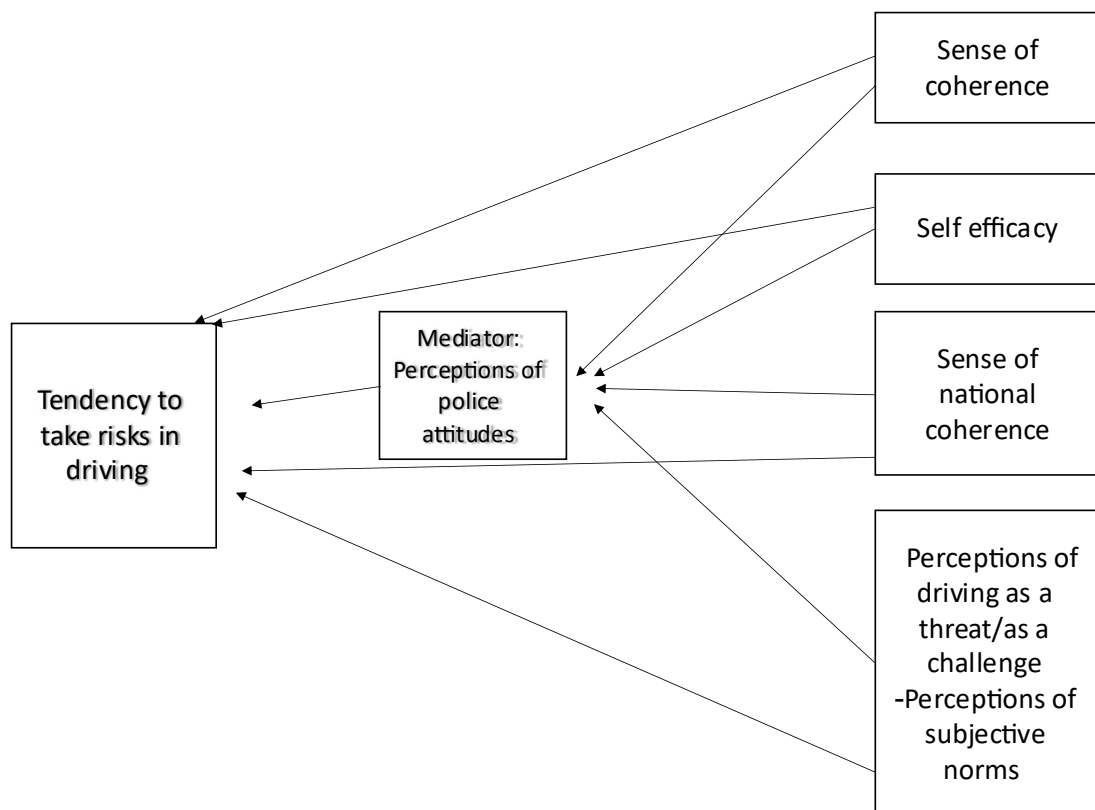 Sense of
coherence
Self efficacy
Mediator:
Perceptions of
police
attitudes
Tendency to
take risks in
driving
Sense of
national
coherence
Perceptions of
driving as a
threat/as a
challenge
-Perceptions of
subjective
norms